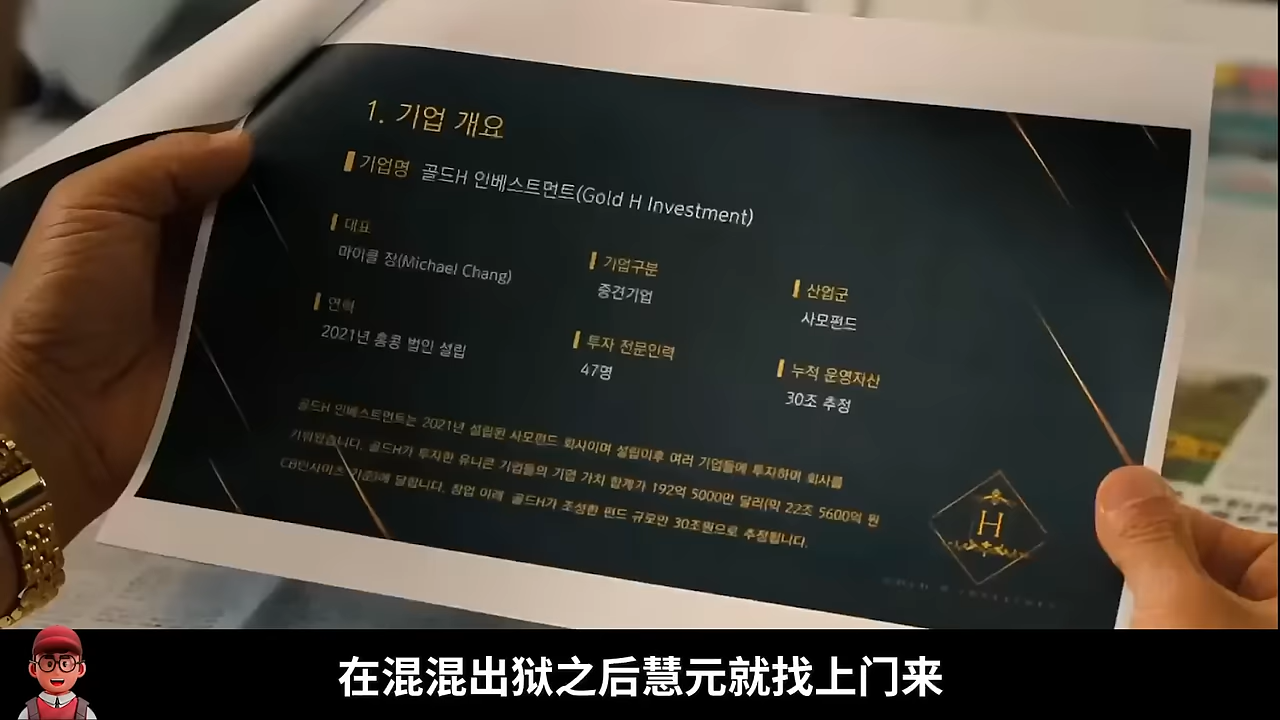 1. 기업 개요
기업명 골드H 인베스트먼트(Gold H Investment)
대표
마이클 장(Michael Chang)
기업구분
중견기업
산업군
사모펀드
연혁
2021년 홍콩 법인 설립
투자 전문인력
47명
누적 운영자산
30조 추정
골드H 인베스트먼트는 2021년 설립된 사모펀드 회사이며 설립이후 여러 기업들에 투자하며 회사를
키워왔습니다. 골드H가 투자한 유니콘 기업들의 기업 가치 합계가 192억 5000만 달러(약 22조 5600억 원
CB인사이츠 기준)에 달합니다. 창업 이래 골드H가 조성한 펀드 규모만 30조원으로 추정됩니다.
H
在混混出狱之后慧元就找上门来